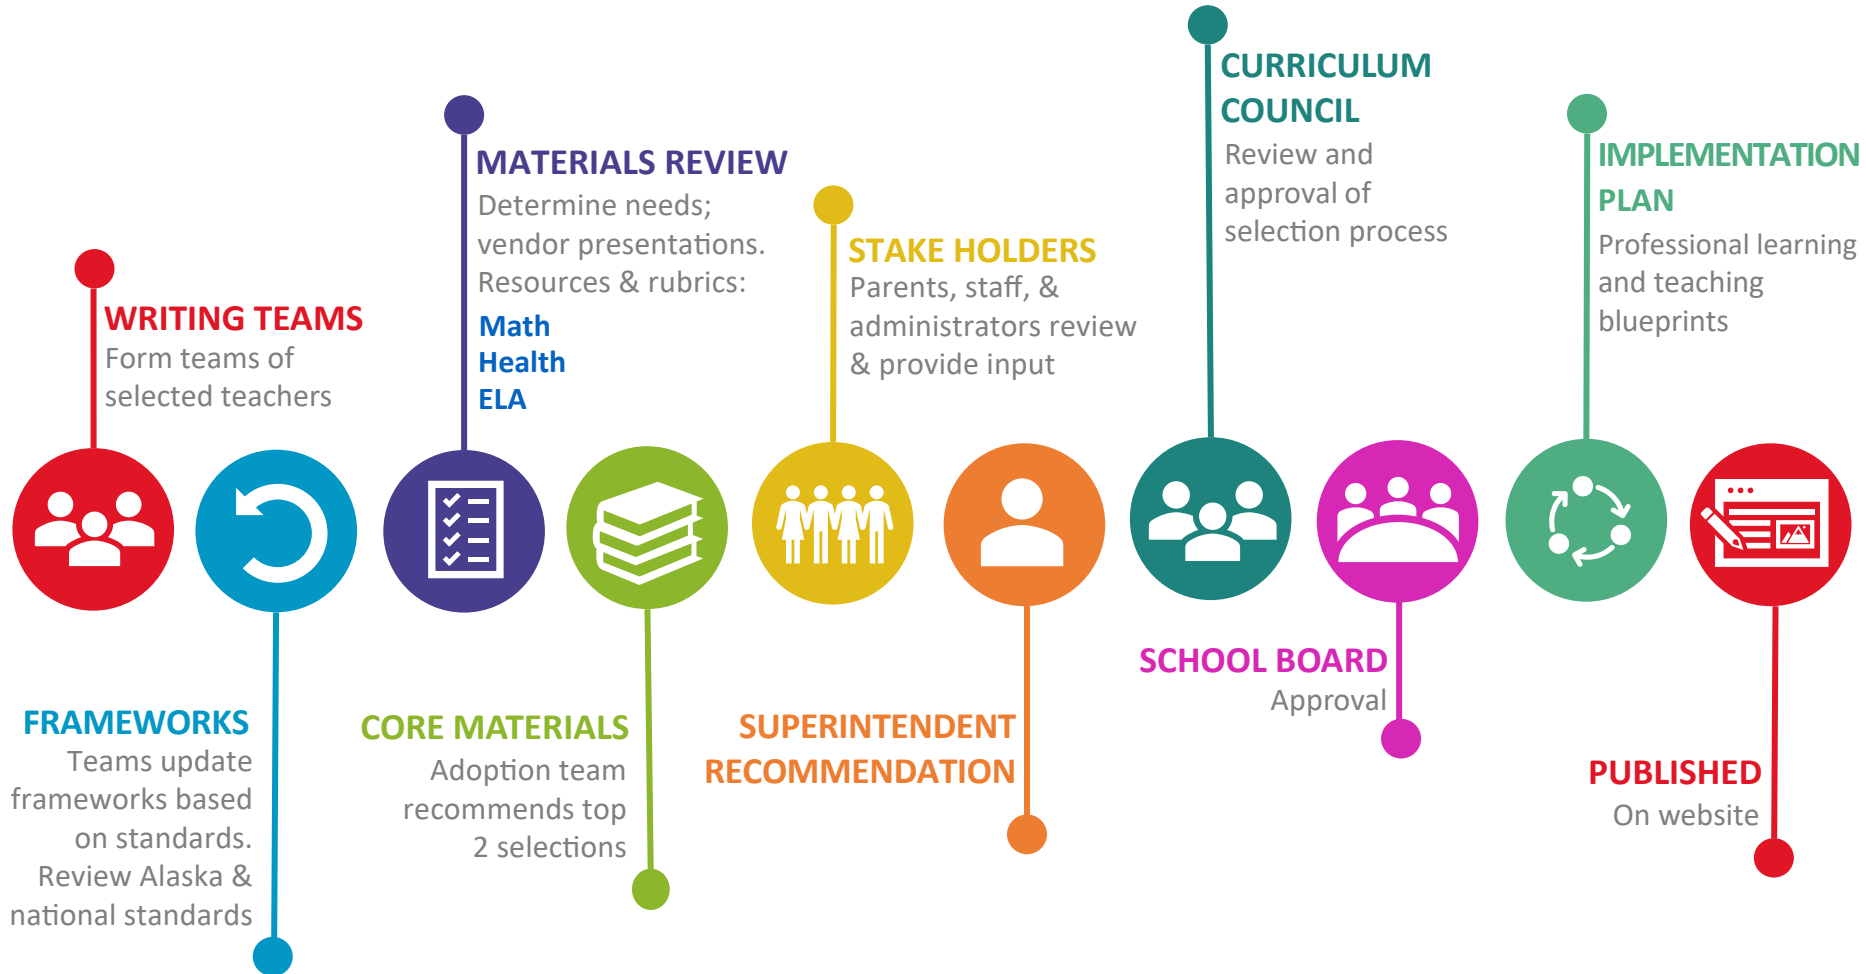 WRITING TEAMS
Form teams of
selected teachers
FRAMEWORKS
Teams update
frameworks based
on standards.
Review Alaska &
national standards
MATERIALS REVIEW
Determine needs;
vendor presentations.
Resources & rubrics:
Math
Health
ELA
CORE MATERIALS
Adoption team
recommends top
2 selections
STAKE HOLDERS
Parents, staff, &
administrators review
& provide input
SUPERINTENDENT
RECOMMENDATION
CURRICULUM
COUNCIL
Review and
approval of
selection process
SCHOOL BOARD
Approval
IMPLEMENTATION
PLAN
Professional learning
and teaching
blueprints
PUBLISHED
On website